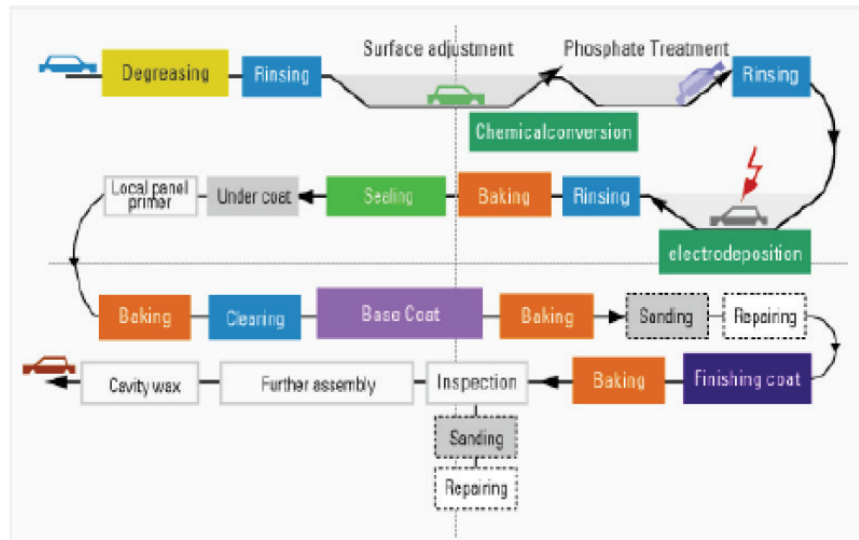 Surface adjustment
Phosphate Treatment
Degreasing
Rinsing
Rinsing
Chemicalconversion
Local panel
primer
Under coat
Sealing
Baking
Rinsing
electrodeposition
Baking
Clearing
Base Coat
Baking
Sanding
Repairing
Cavity wax
Further assembly
Inspection
Baking
Finishing coat
Sanding
Repairing